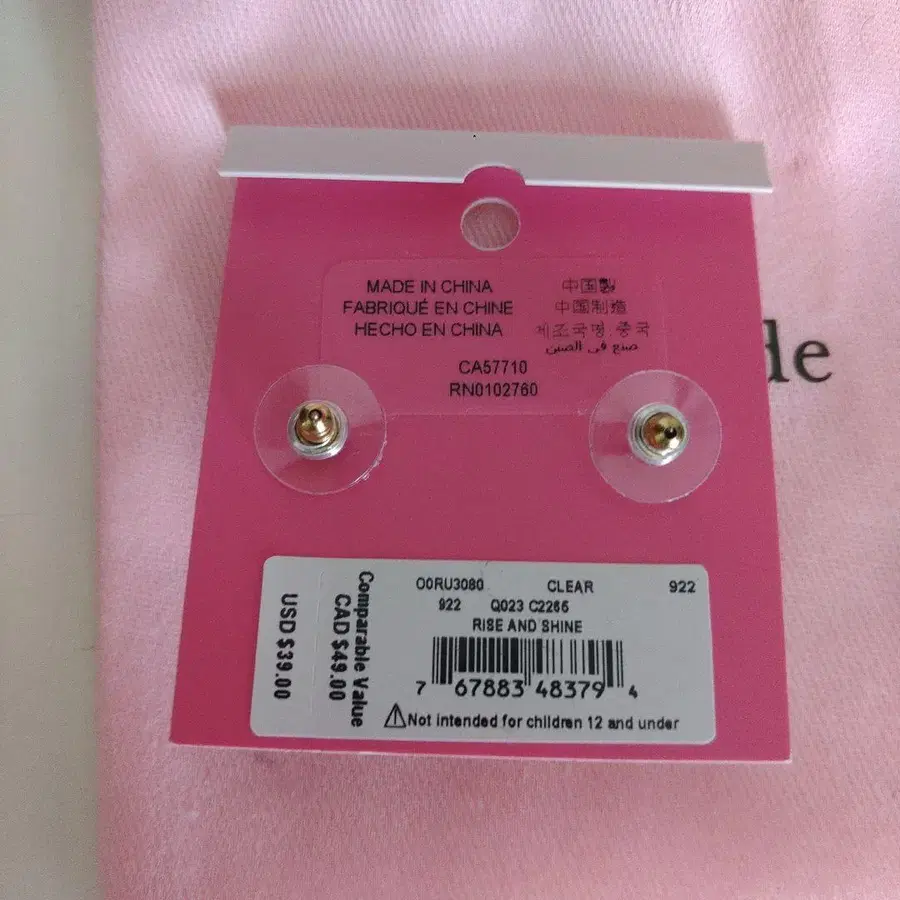 MADE IN CHINA
FABRIQUÉ EN CHINE
HECHO EN CHINA
中国製
中国制造
제조국명.중국
صنع في الصين
CA57710
RN0102760
de
O0RU3080 CLEAR 922
922 Q023 C2266
RISE AND SHINE
7 67883 48379 4
⚠Not intended for children 12 and under
Comparable Value
CAD $49.00
USD $39.00